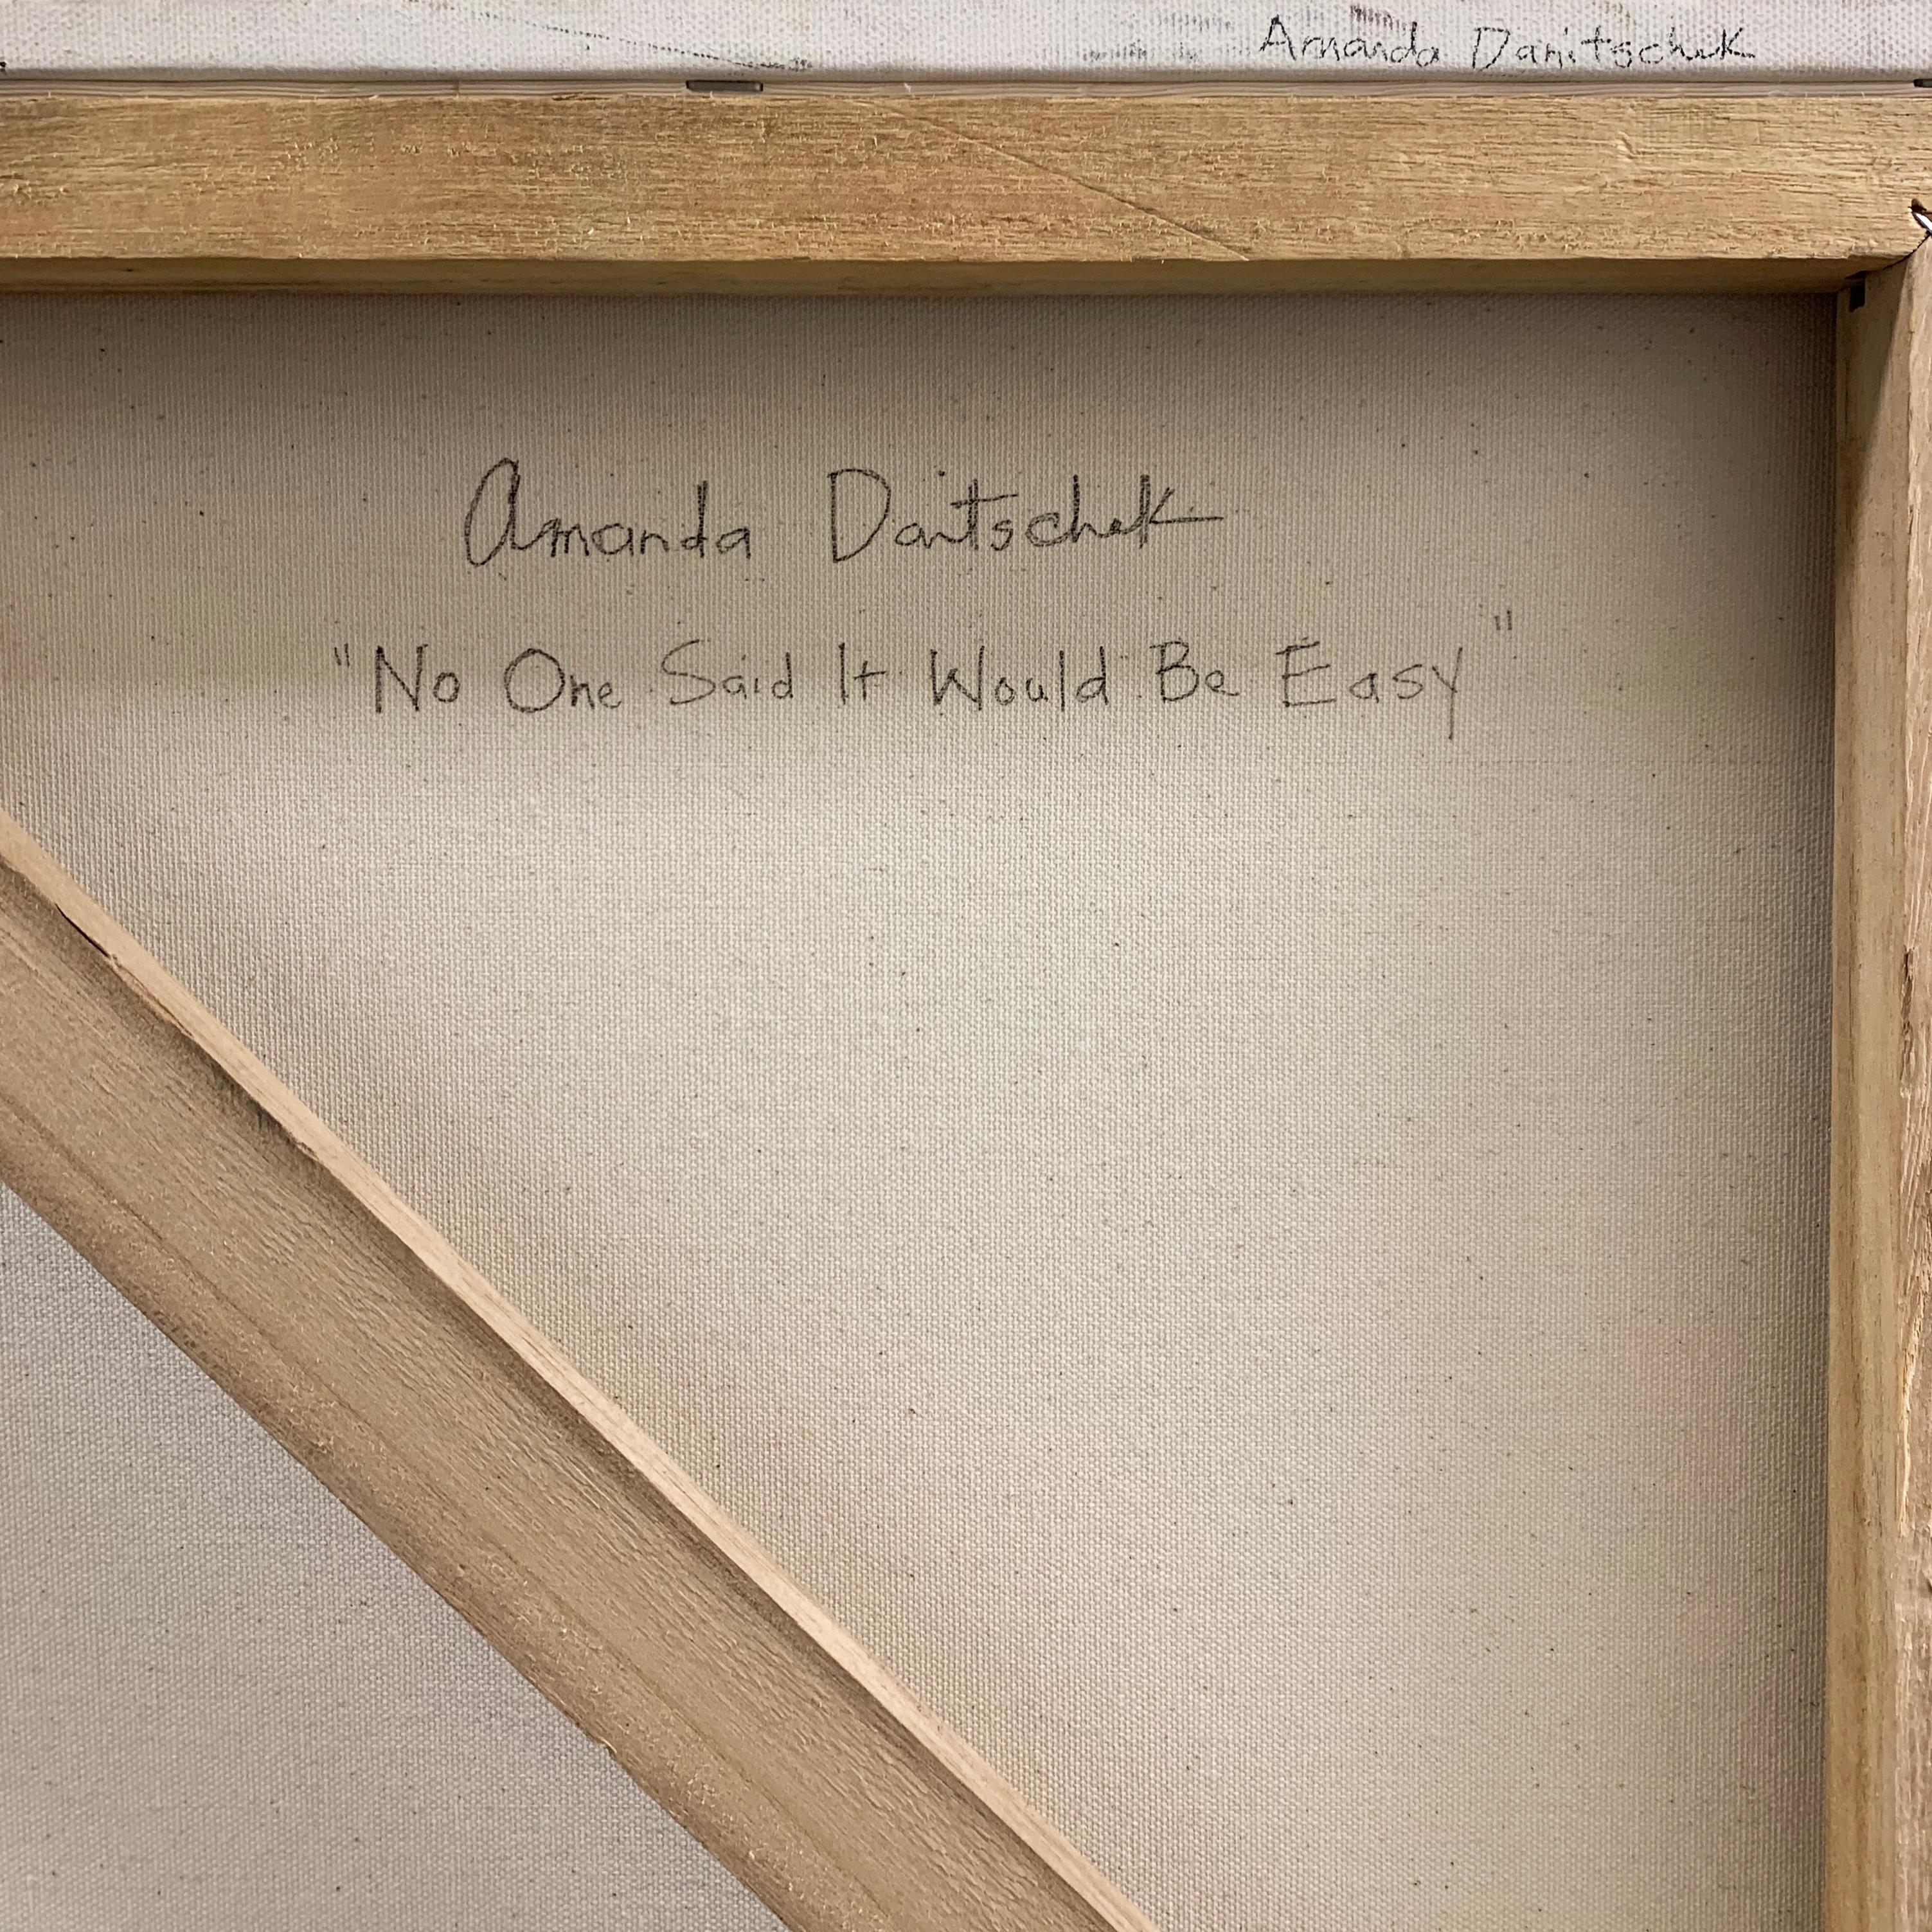 Amanda Danitschek
Amanda Danitschek
"No One Said It Would Be Easy"